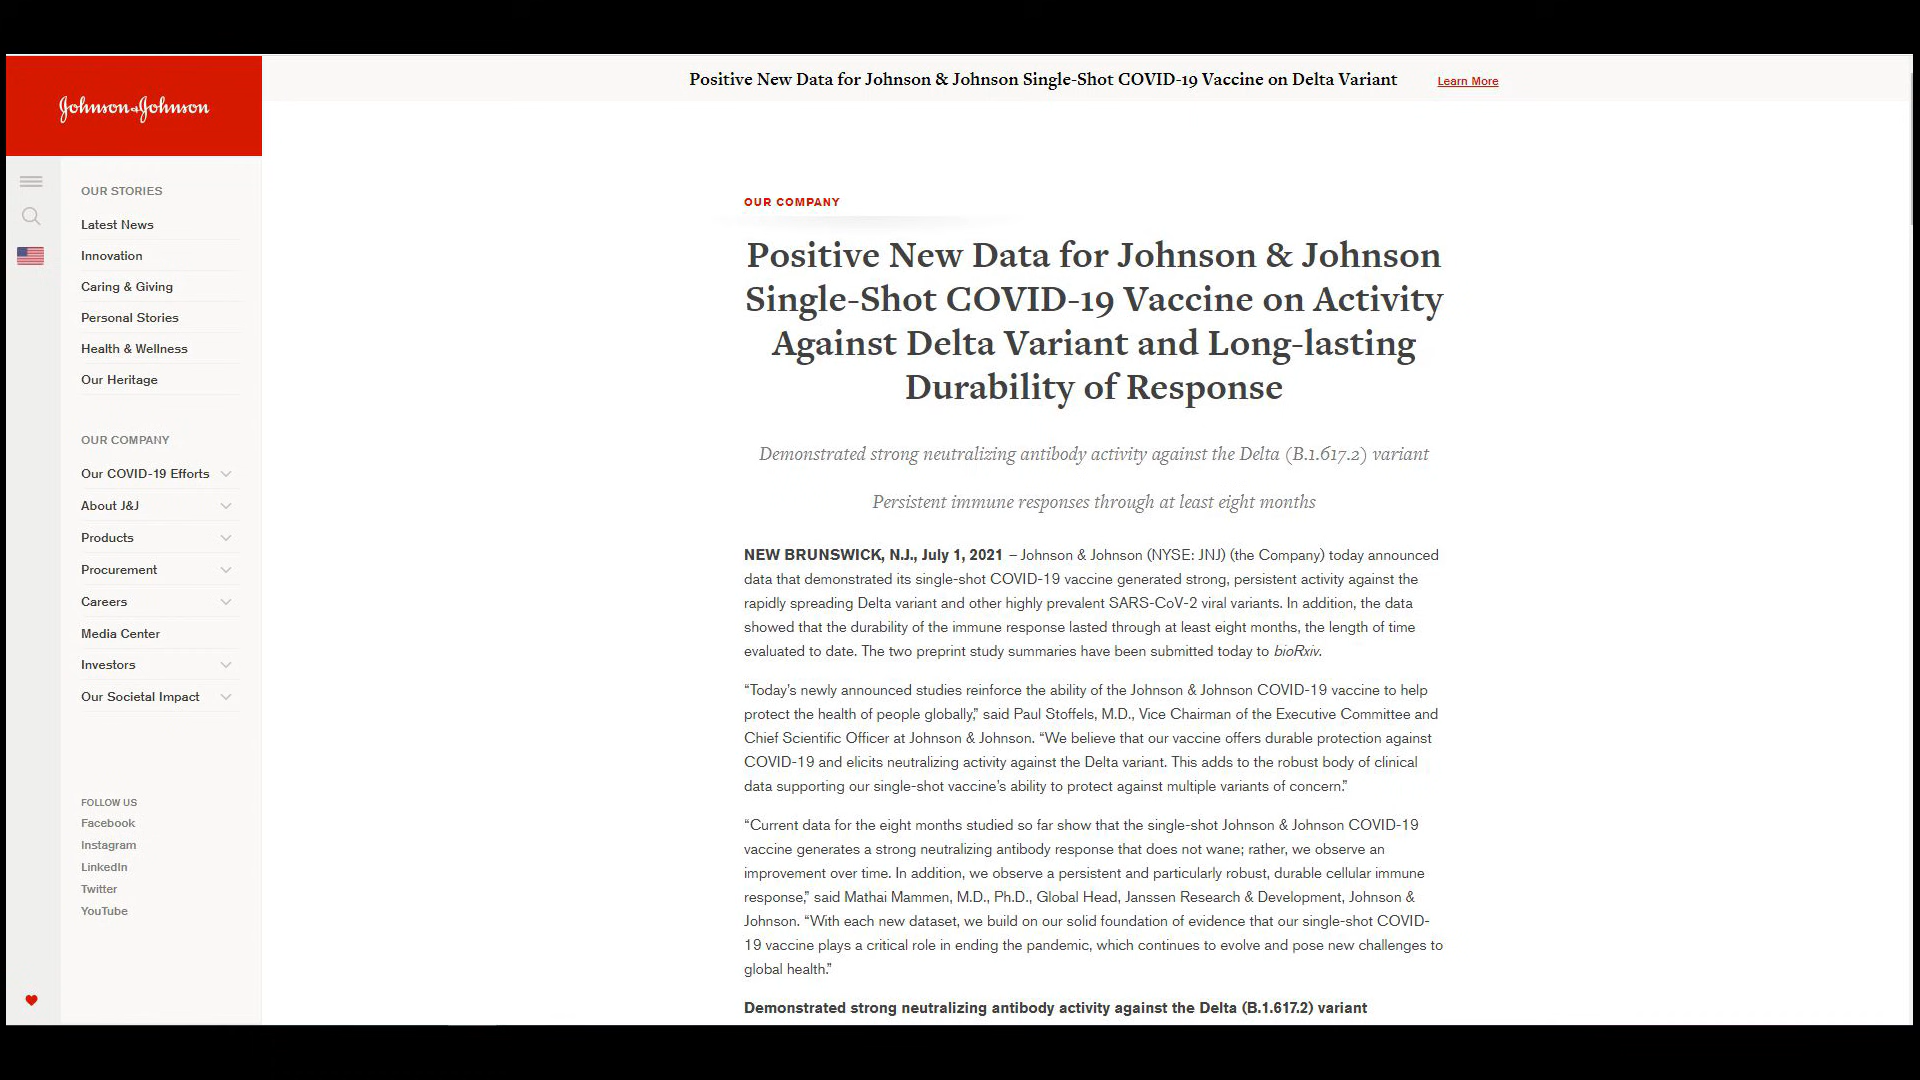 Positive New Data for Johnson & Johnson Single-Shot COVID-19 Vaccine on Delta Variant Learn More
Johnson & Johnson
OUR STORIES
Latest News
Innovation
Caring & Giving
Personal Stories
Health & Wellness
Our Heritage
OUR COMPANY
Our COVID-19 Efforts
About J&J
Products
Procurement
Careers
Media Center
Investors
Our Societal Impact
FOLLOW US
Facebook
Instagram
LinkedIn
Twitter
YouTube
OUR COMPANY
Positive New Data for Johnson & Johnson
Single-Shot COVID-19 Vaccine on Activity
Against Delta Variant and Long-lasting
Durability of Response
Demonstrated strong neutralizing antibody activity against the Delta (B.1.617.2) variant
Persistent immune responses through at least eight months
NEW BRUNSWICK, N.J., July 1, 2021 – Johnson & Johnson (NYSE: JNJ) (the Company) today announced
data that demonstrated its single-shot COVID-19 vaccine generated strong, persistent activity against the
rapidly spreading Delta variant and other highly prevalent SARS-CoV-2 viral variants. In addition, the data
showed that the durability of the immune response lasted through at least eight months, the length of time
evaluated to date. The two preprint study summaries have been submitted today to bioRxiv.
“Today’s newly announced studies reinforce the ability of the Johnson & Johnson COVID-19 vaccine to help
protect the health of people globally,” said Paul Stoffels, M.D., Vice Chairman of the Executive Committee and
Chief Scientific Officer at Johnson & Johnson. “We believe that our vaccine offers durable protection against
COVID-19 and elicits neutralizing activity against the Delta variant. This adds to the robust body of clinical
data supporting our single-shot vaccine’s ability to protect against multiple variants of concern.”
“Current data for the eight months studied so far show that the single-shot Johnson & Johnson COVID-19
vaccine generates a strong neutralizing antibody response that does not wane; rather, we observe an
improvement over time. In addition, we observe a persistent and particularly robust, durable cellular immune
response,” said Mathai Mammen, M.D., Ph.D., Global Head, Janssen Research & Development, Johnson &
Johnson. “With each new dataset, we build on our solid foundation of evidence that our single-shot COVID-
19 vaccine plays a critical role in ending the pandemic, which continues to evolve and pose new challenges to
global health.”
Demonstrated strong neutralizing antibody activity against the Delta (B.1.617.2) variant